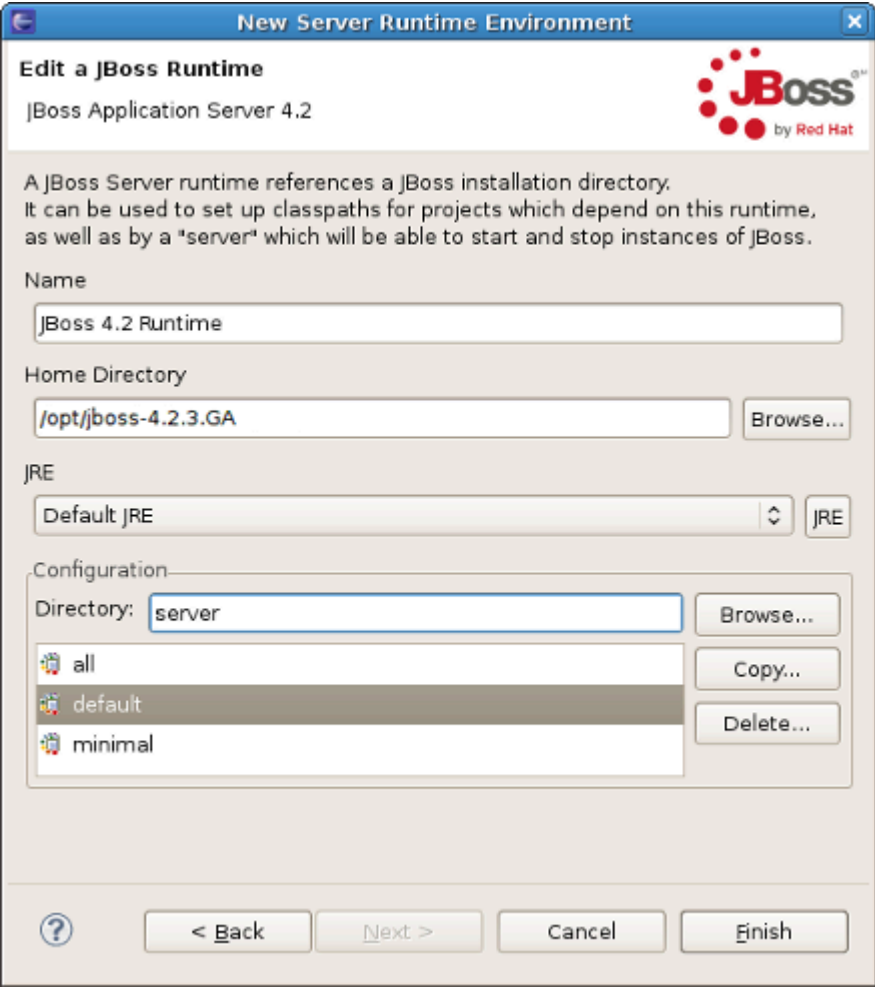 New Server Runtime Environment
Edit a JBoss Runtime
JBoss Application Server 4.2
JBoss
by Red Hat
A JBoss Server runtime references a JBoss installation directory.
It can be used to set up classpaths for projects which depend on this runtime,
as well as by a "server" which will be able to start and stop instances of JBoss.
Name
JBoss 4.2 Runtime
Home Directory
/opt/jboss-4.2.3.GA
Browse...
JRE
Default JRE
JRE
Configuration
Directory:
server
Browse...
all
Copy...
default
Delete...
minimal
< Back
Next >
Cancel
Finish